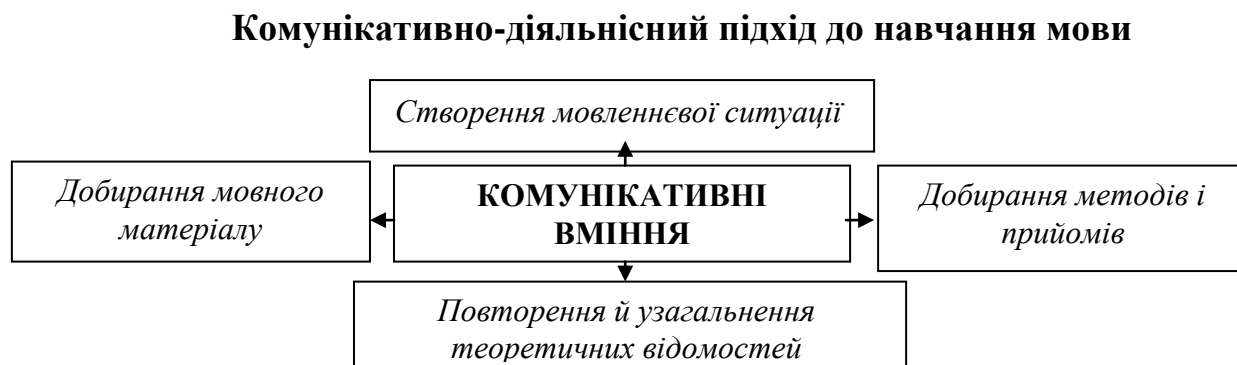 Комунікативно-діяльнісний підхід до навчання мови
Створення мовленнєвої ситуації
Добирання мовного
матеріалу
КОМУНІКАТИВНІ
ВМІННЯ
Добирання методів і
прийомів
Повторення й узагальнення
теоретичних відомостей